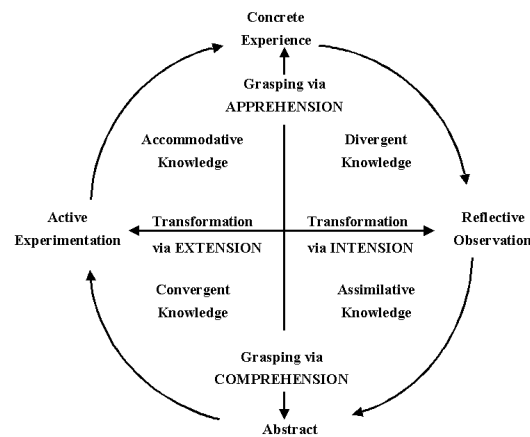 Concrete
Experience
Grasping via
APPREHENSION
Accommodative
Knowledge
Divergent
Knowledge
Active
Experimentation
Transformation
via EXTENSION
Transformation
via INTENSION
Reflective
Observation
Convergent
Knowledge
Assimilative
Knowledge
Grasping via
COMPREHENSION
Abstract